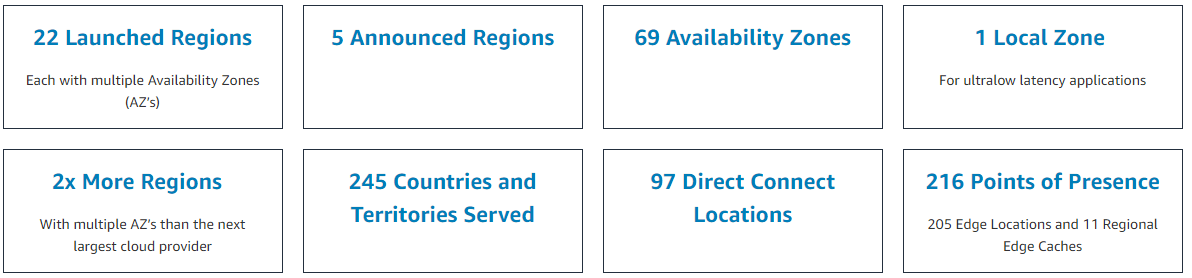 22 Launched Regions
Each with multiple Availability Zones
(AZ's)
5 Announced Regions
69 Availability Zones
1 Local Zone
For ultralow latency applications
2x More Regions
With multiple AZ's than the next
largest cloud provider
245 Countries and
Territories Served
97 Direct Connect
Locations
216 Points of Presence
205 Edge Locations and 11 Regional
Edge Caches